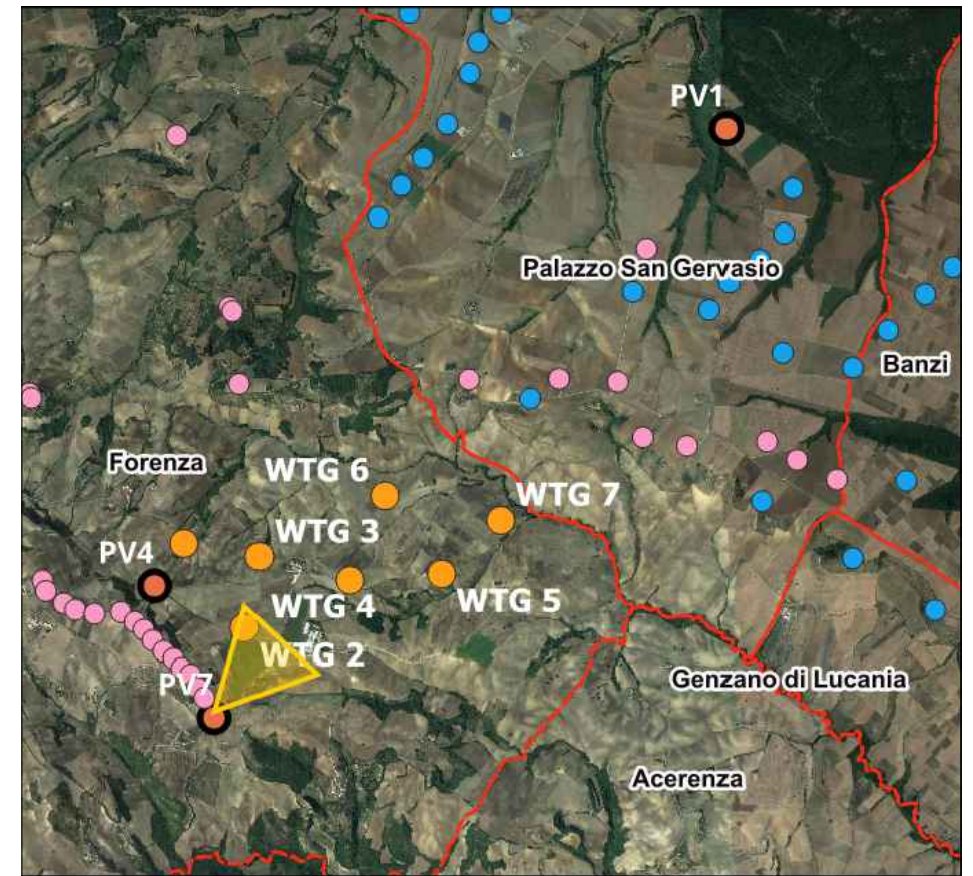 PV1
Palazzo San Gervasio
Banzi
Forenza
WTG 6
WTG 7
WTG 3
PV4
WTG 4
WTG 5
WTG 2
PV7
Genzano di Lucania
Acerenza